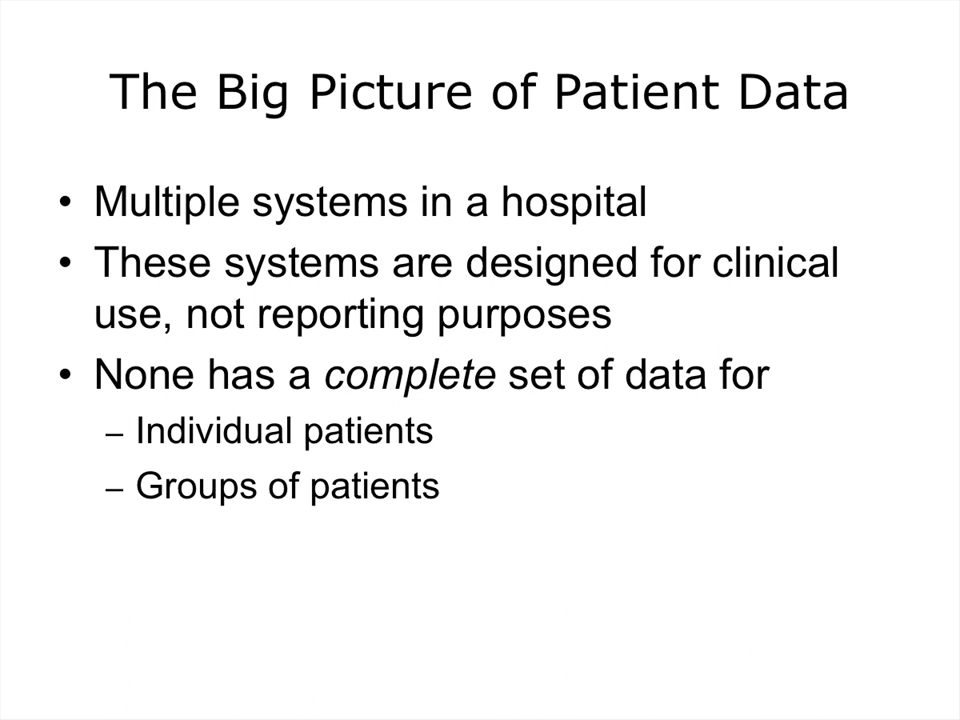 The Big Picture of Patient Data
• Multiple systems in a hospital
• These systems are designed for clinical
use, not reporting purposes
• None has a complete set of data for
– Individual patients
– Groups of patients